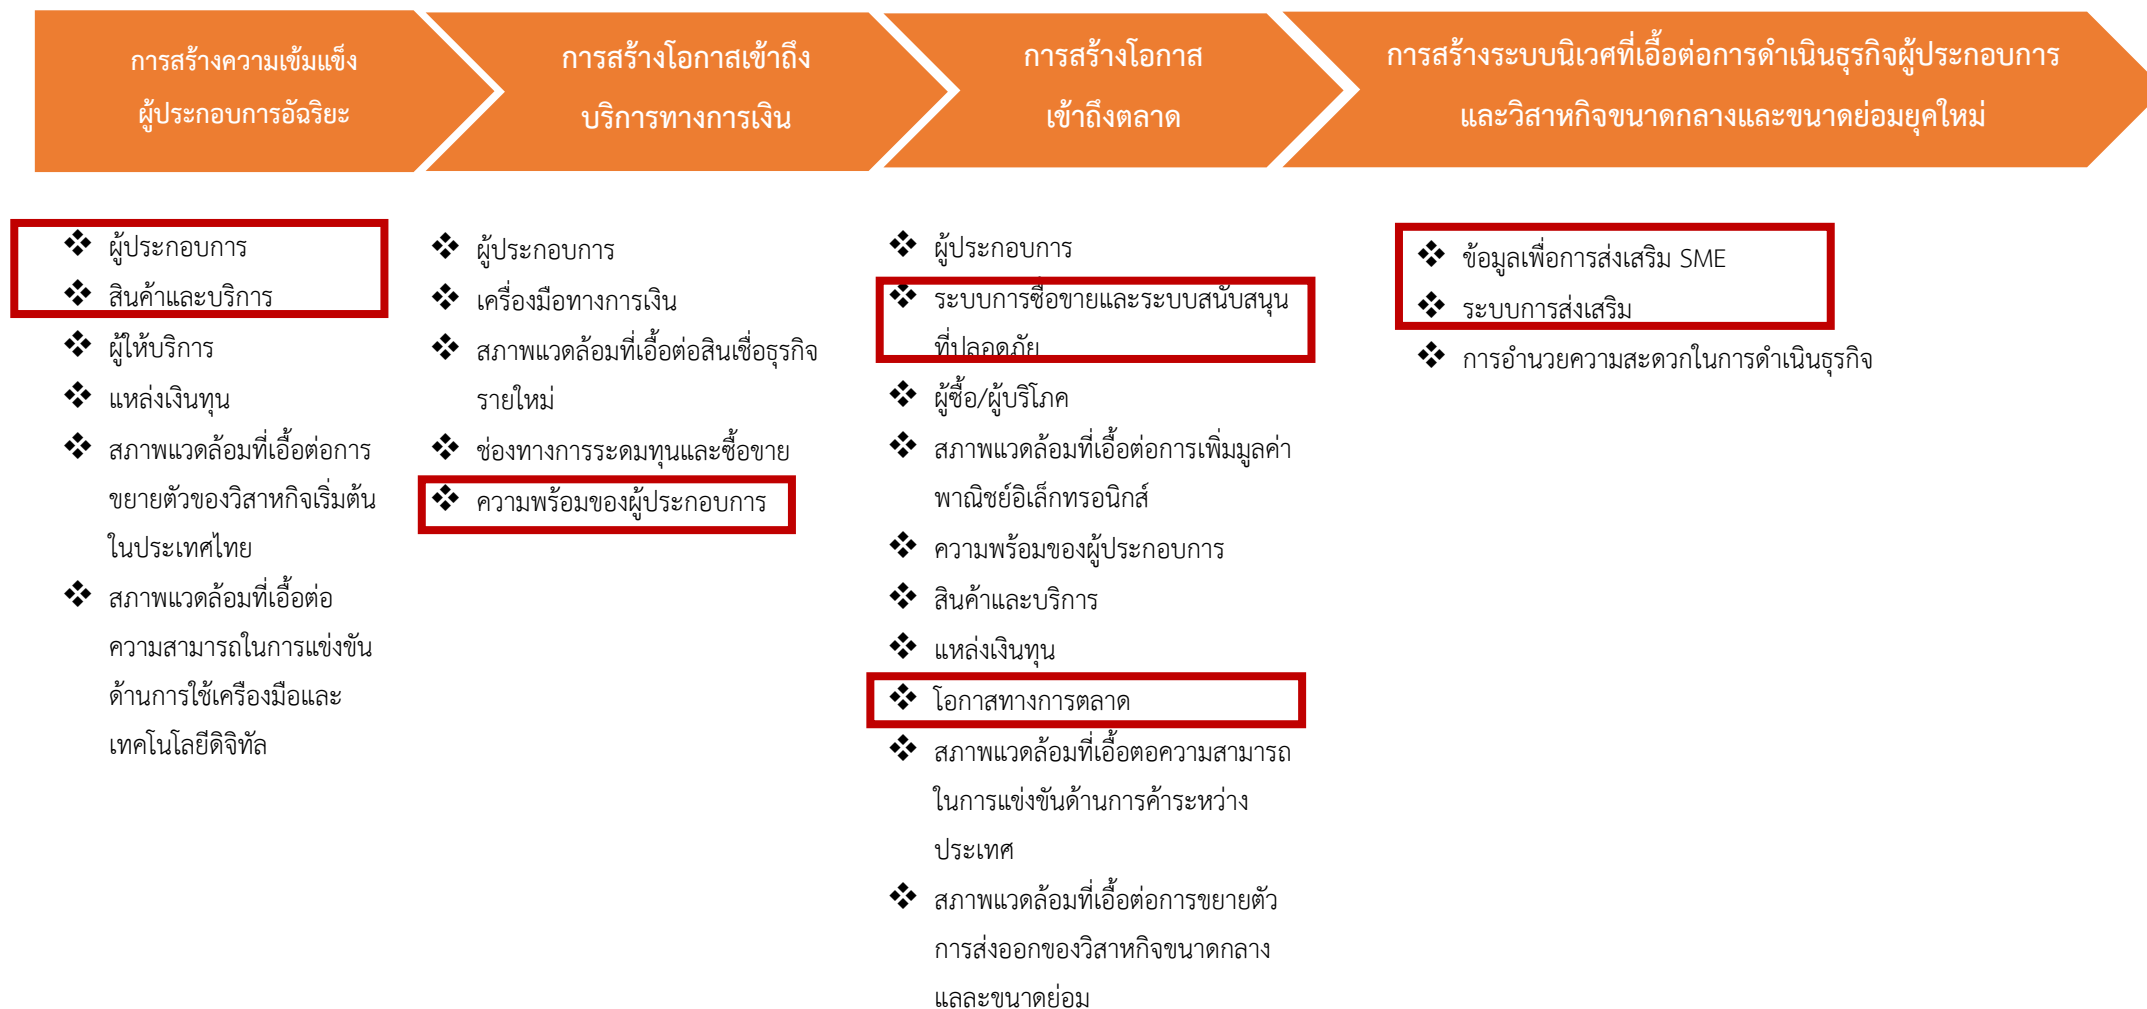 การสร้างความเข้มแข็ง
ผู้ประกอบการอัฉริยะ
การสร้างโอกาสเข้าถึง
บริการทางการเงิน
การสร้างโอกาส
เข้าถึงตลาด
การสร้างระบบนิเวศที่เอื้อต่อการดำเนินธุรกิจผู้ประกอบการ
และวิสาหกิจขนาดกลางและขนาดย่อมยุคใหม่
❖ ผู้ประกอบการ
❖ สินค้าและบริการ
❖ ผู้ให้บริการ
❖ แหล่งเงินทุน
❖ สภาพแวดล้อมที่เอื้อต่อการ
ขยายตัวของวิสาหกิจเริ่มต้น
ในประเทศไทย
❖ สภาพแวดล้อมที่เอื้อต่อ
ความสามารถในการแข่งขัน
ด้านการใช้เครืองมือและ
เทคโนโลยีดิจิทัล
❖ ผู้ประกอบการ
❖ เครื่องมือทางการเงิน
❖ สภาพแวดล้อมที่เอื้อต่อสินเชื่อธุรกิจ
รายใหม่
❖ ช่องทางการระดมทุนและซื้อขาย
❖ ความพร้อมของผู้ประกอบการ
❖ ผู้ประกอบการ
❖ ระบบการซื้อขายและระบบสนับสนุน
ที่ปลอดภัย
❖ ผู้ซื้อ/ผู้บริโภค
❖ สภาพแวดล้อมที่เอื้อต่อการเพิ่มมูลค่า
พาณิชย์อิเล็กทรอนิกส์
❖ ความพร้อมของผู้ประกอบการ
❖ สินค้าและบริการ
❖ แหล่งเงินทุน
❖ โอกาสทางการตลาด
❖ สภาพแวดล้อมที่เอื้อตอความสามารถ
ในการแข่งขันด้านการค้าระหว่าง
ประเทศ
❖ สภาพแวดล้อมที่เอื้อต่อการขยายตัว
การส่งออกของวิสาหกิจขนาดกลาง
แลละขนาดย่อม
❖ ข้อมูลเพื่อการส่งเสริม SME
❖ ระบบการส่งเสริม
❖ การอำนวยความสะดวกในการดำเนินธุรกิจ